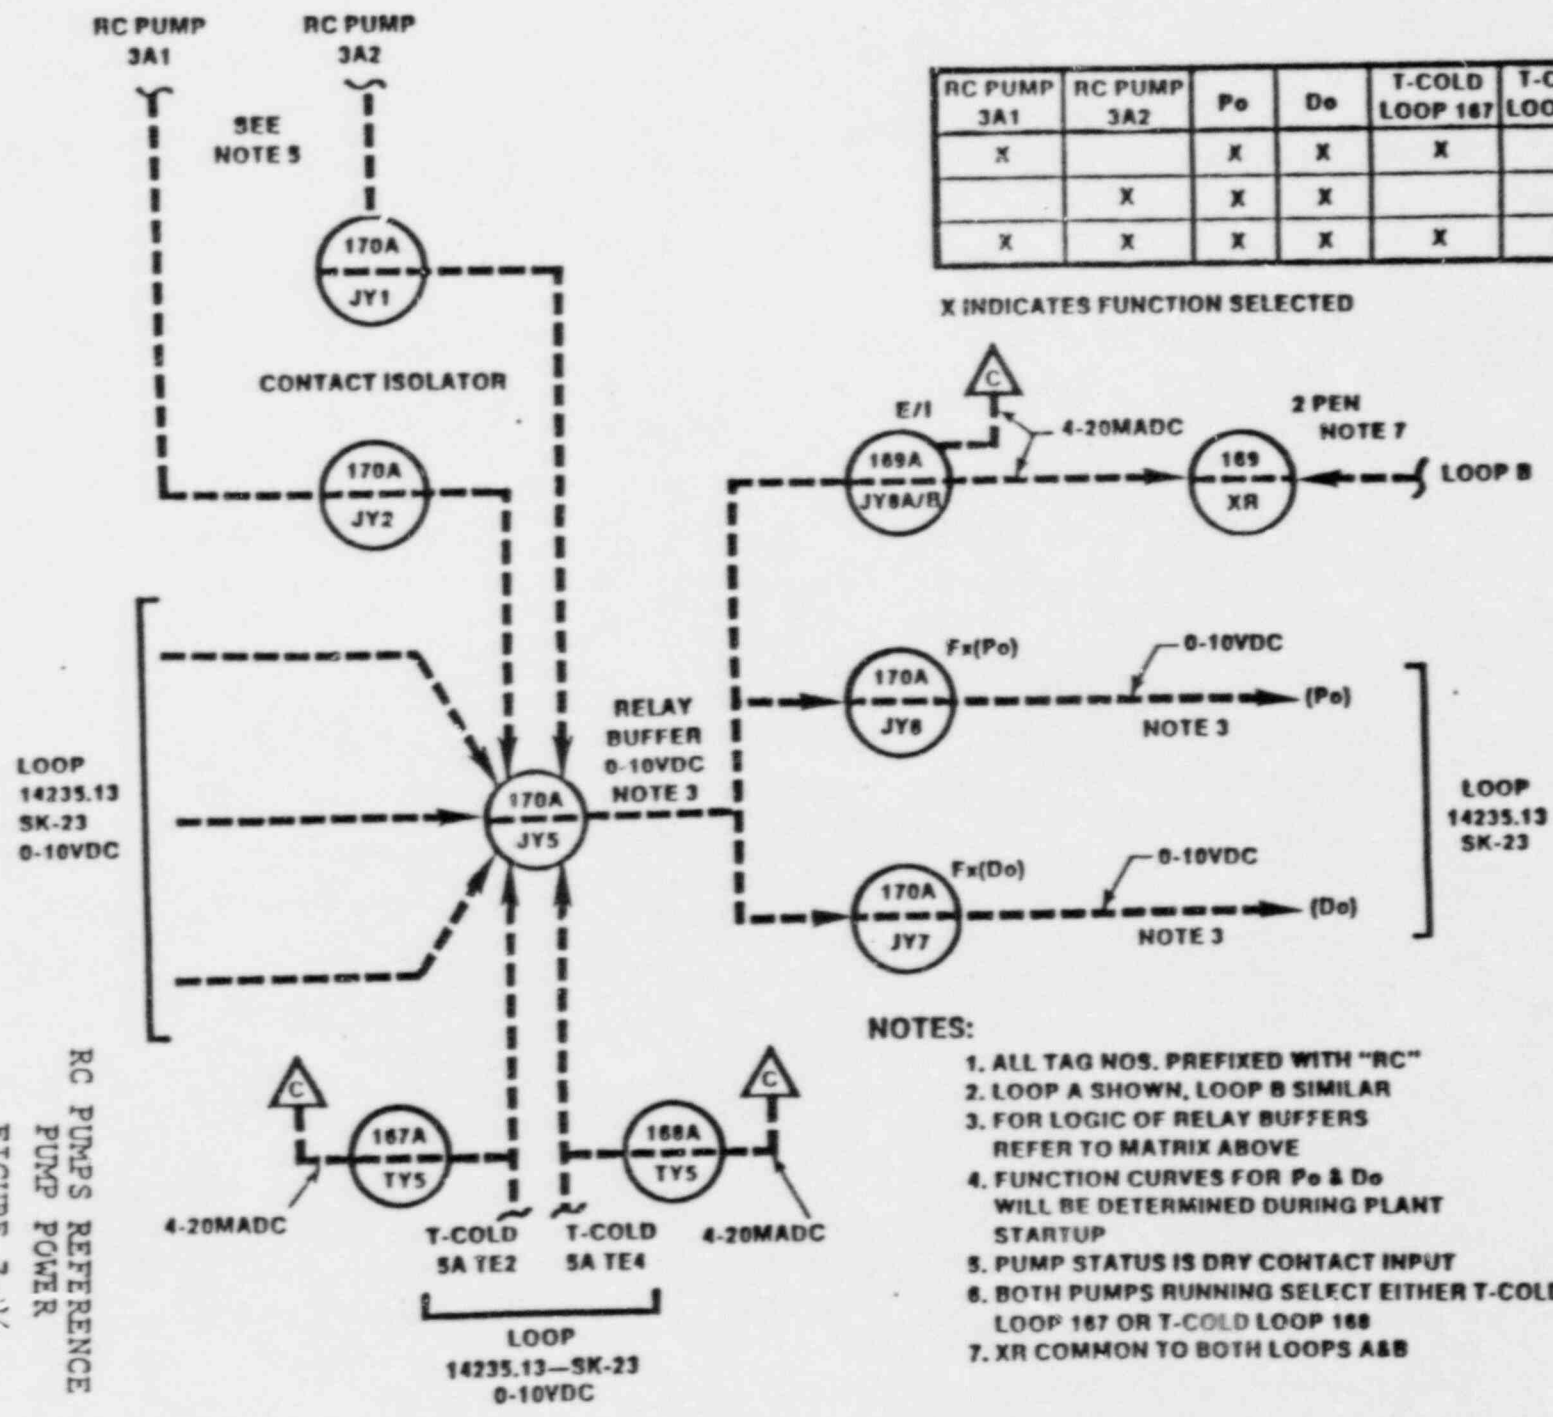 RC PUMP
3A1
RC PUMP
3A2
SEE
NOTE 5
170A
JY1
CONTACT ISOLATOR
170A
JY2
RC PUMP
3A1
RC PUMP
3A2
Po
Do
T-COLD
LOOP 167
X X X X
X X X
X X X X X
X INDICATES FUNCTION SELECTED
C
E/I
4-20MADC
2 PEN
NOTE 7
169A
JY8A/B
169
XR
LOOP B
LOOP
14235.13
SK-23
0-10VDC
RELAY
BUFFER
0-10VDC
NOTE 3
170A
JY5
Fx(Po)
0-10VDC
170A
JY6
(Po)
NOTE 3
Fx(Do)
0-10VDC
170A
JY7
(Do)
NOTE 3
LOOP
14235.13
SK-23
C
167A
TY5
4-20MADC
C
168A
TY5
4-20MADC
T-COLD
5A TE2
T-COLD
5A TE4
LOOP
14235.13—SK-23
0-10VDC
NOTES:
1. ALL TAG NOS. PREFIXED WITH "RC"
2. LOOP A SHOWN, LOOP B SIMILAR
3. FOR LOGIC OF RELAY BUFFERS
REFER TO MATRIX ABOVE
4. FUNCTION CURVES FOR Po & Do
WILL BE DETERMINED DURING PLANT
STARTUP
5. PUMP STATUS IS DRY CONTACT INPUT
6. BOTH PUMPS RUNNING SELECT EITHER T-COLD
LOOP 167 OR T-COLD LOOP 168
7. XR COMMON TO BOTH LOOPS A&B
RC PUMPS REFERENCE
PUMP POWER